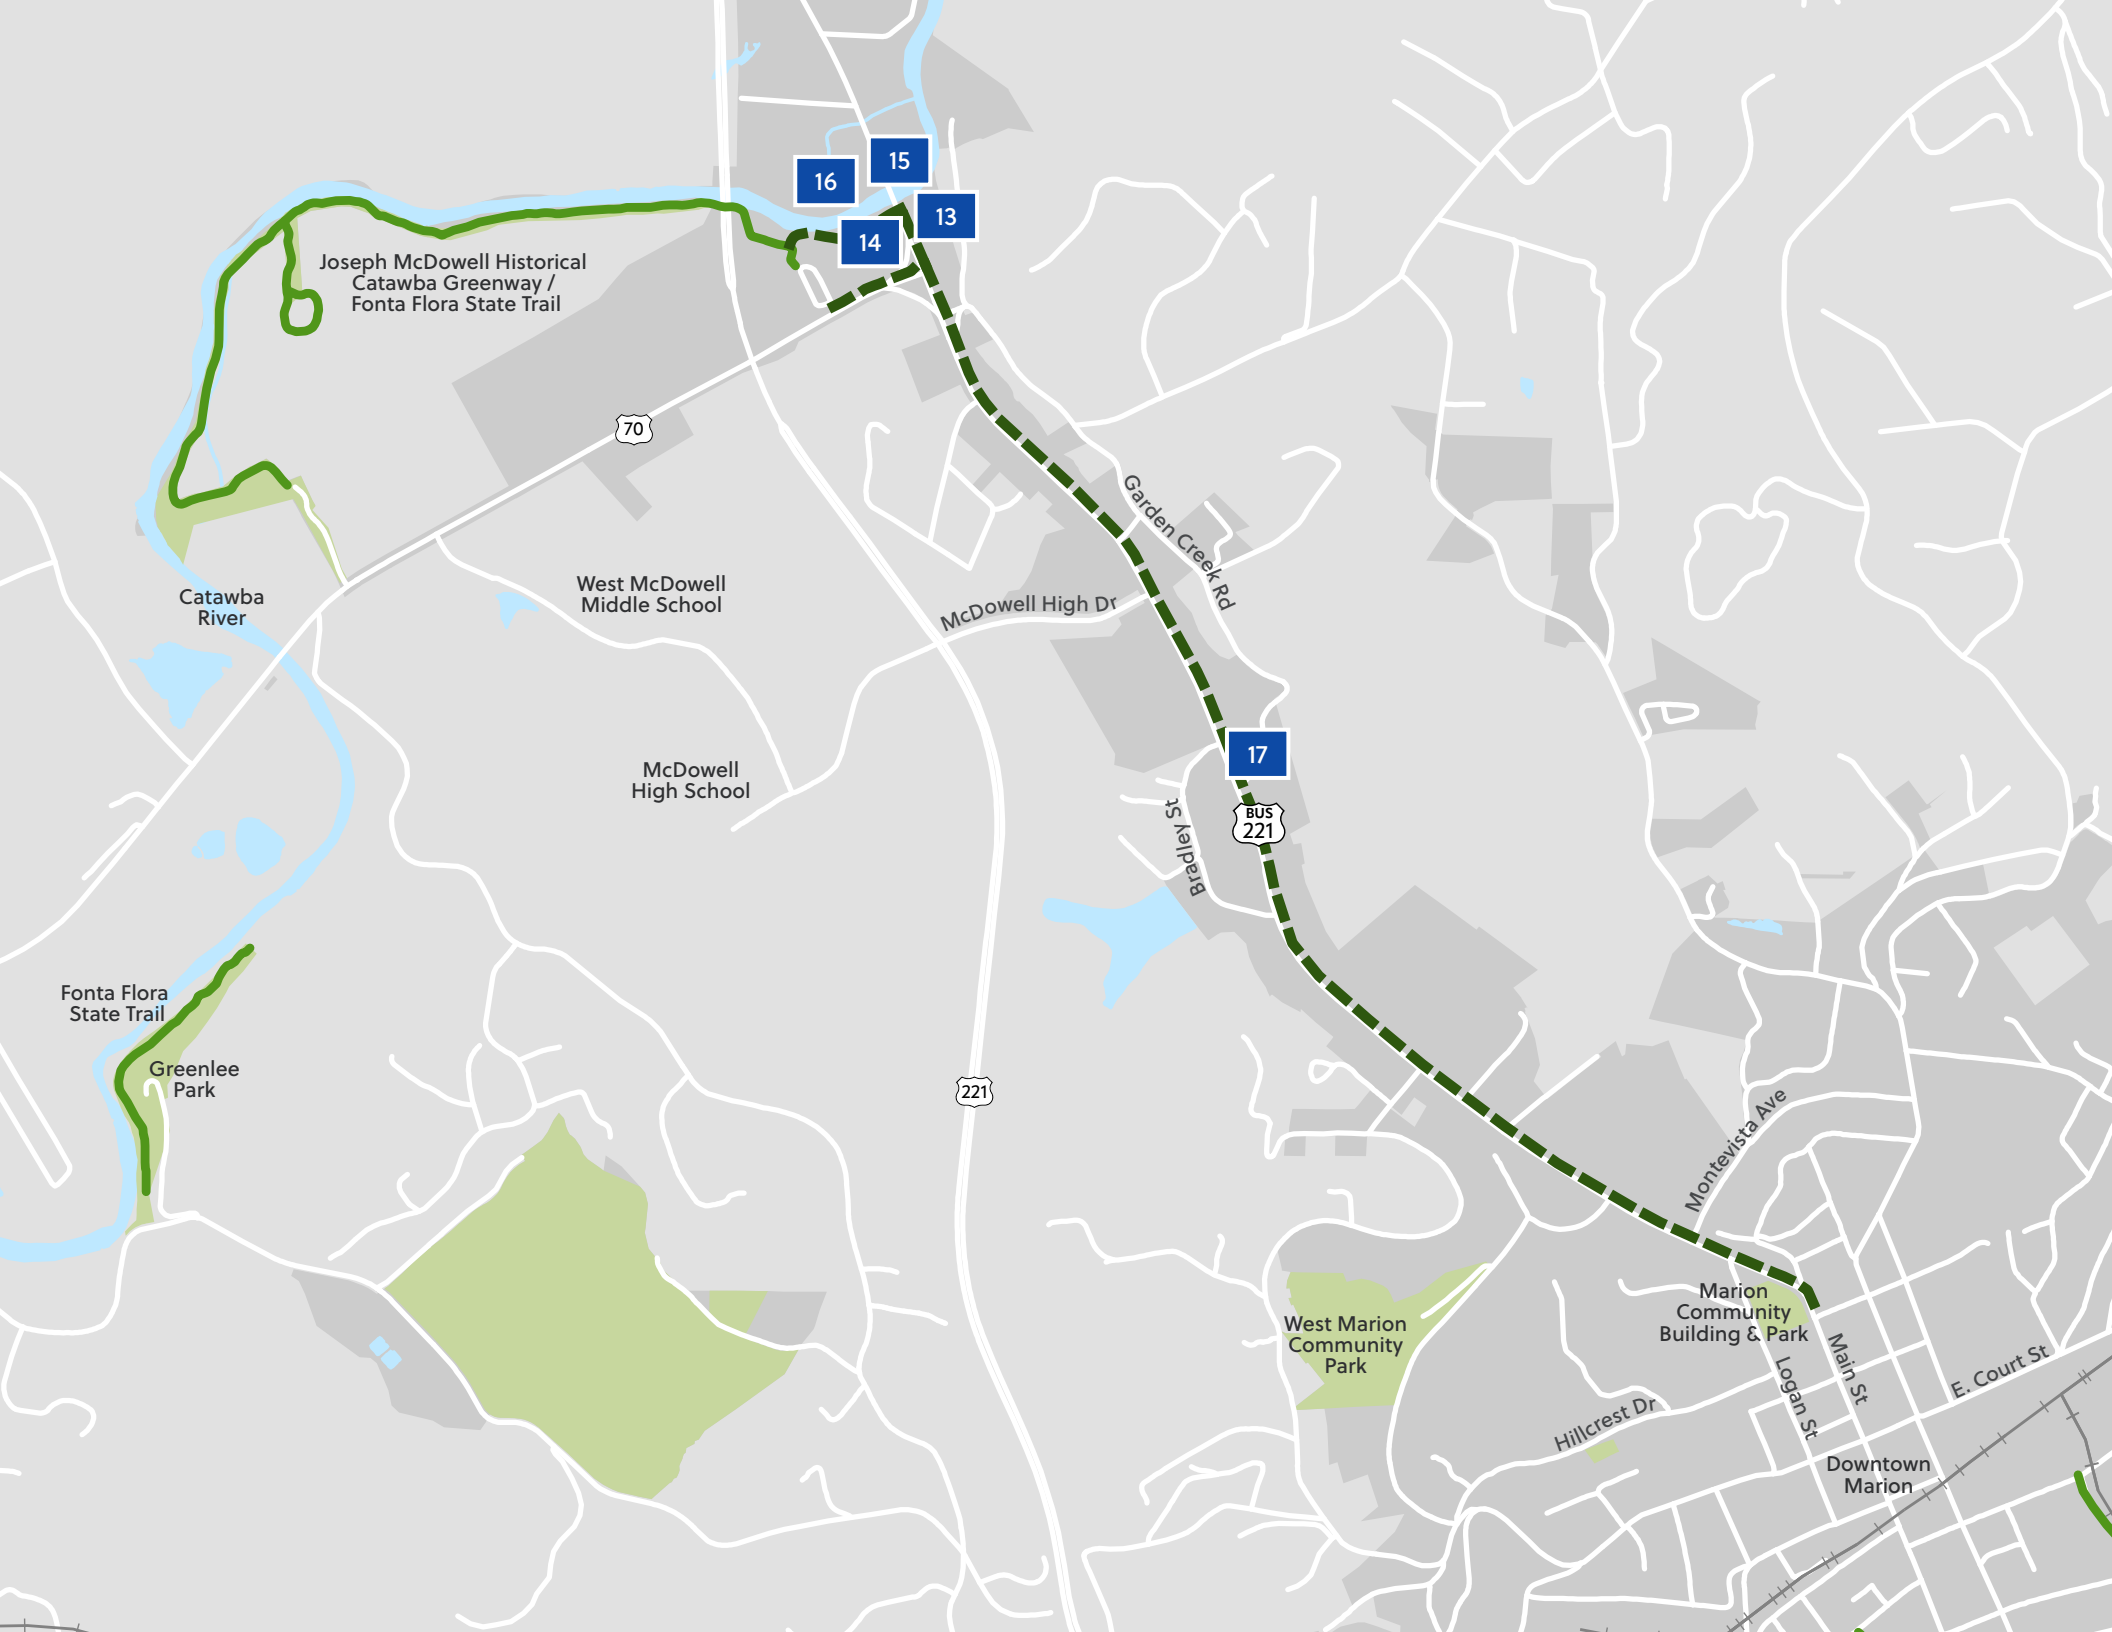 15
16
13
14
Joseph McDowell Historical
Catawba Greenway /
Fonta Flora State Trail
70
Garden Creek Rd
West McDowell
Middle School
McDowell High Dr
Catawba
River
17
McDowell
High School
BUS
221
Bradley St
Fonta Flora
State Trail
Greenlee
Park
221
Montevista Ave
Marion
Community
Building & Park
West Marion
Community
Park
Main St
Logan St
E. Court St
Hillcrest Dr
Downtown
Marion